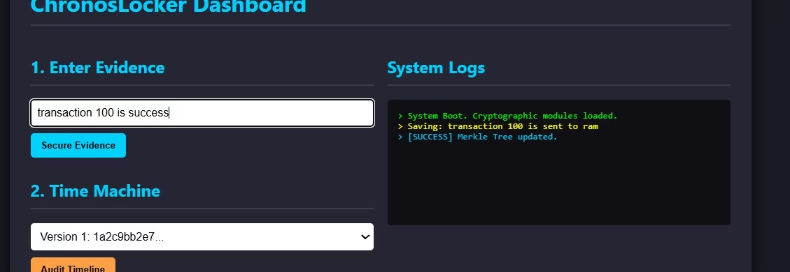 ChronosLocker Dashboard
1. Enter Evidence
transaction 100 is success
Secure Evidence
2. Time Machine
Version 1: 1a2c9bb2e7...
Audit Timeline
System Logs
> System Boot. Cryptographic modules loaded.
> Saving: transaction 100 is sent to ram
> [SUCCESS] Merkle Tree updated.